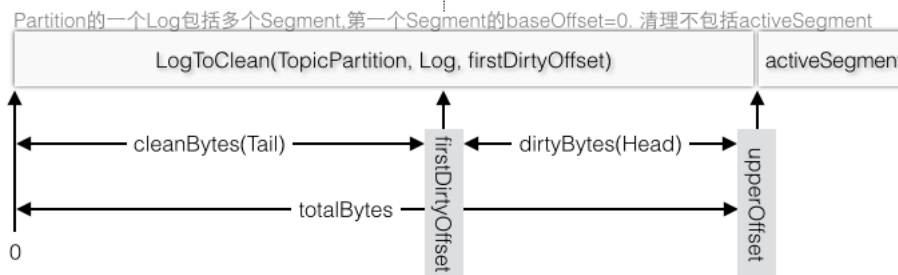 Partition的一个Log包括多个Segment,第一个Segment的baseOffset=0. 清理不包括activeSegment
LogToClean(TopicPartition, Log, firstDirtyOffset)
activeSegment
cleanBytes(Tail)
firstDirtyOffset
dirtyBytes(Head)
upperOffset
totalBytes
0